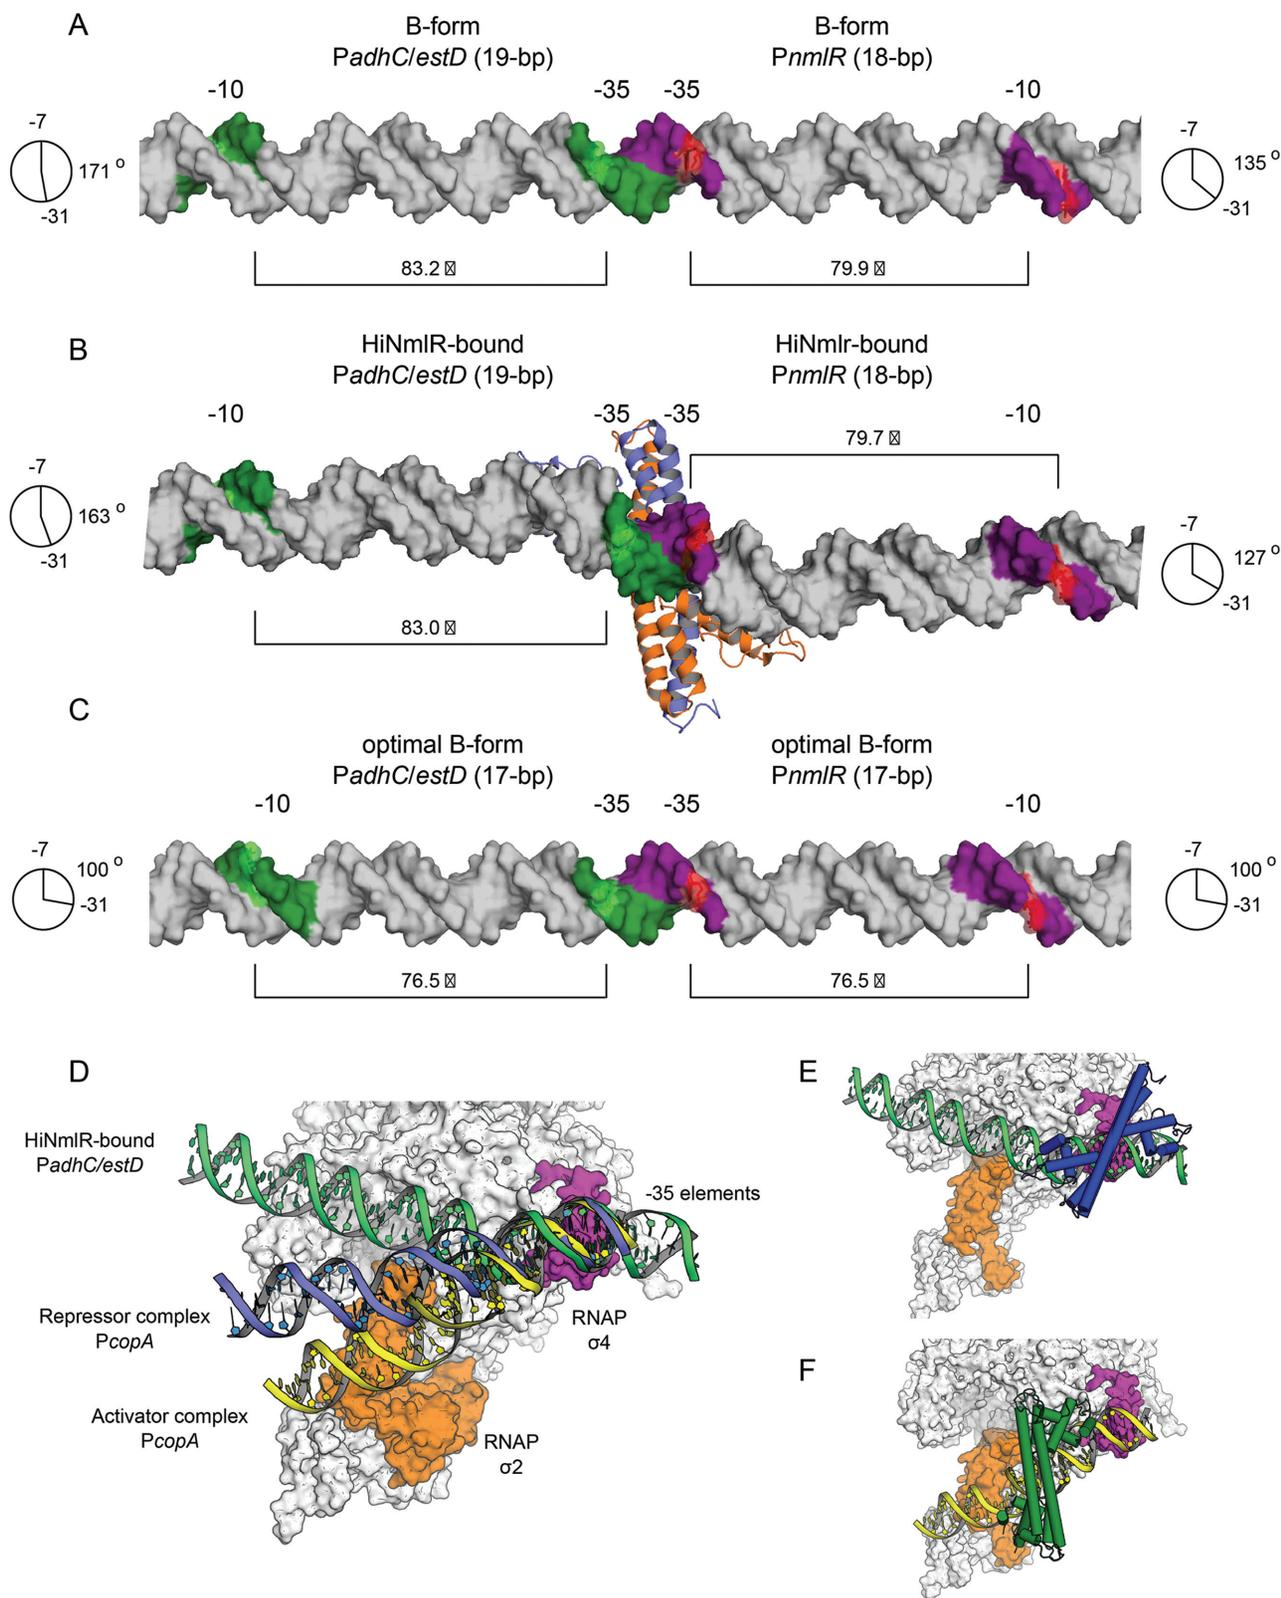 A
B-form
PadhC/estD (19-bp)
B-form
PnmlR (18-bp)
-10
-35
-35
-10
-7
171 o
-31
-7
135 o
-31
83.2
79.9
B
HiNmlR-bound
PadhC/estD (19-bp)
HiNmlr-bound
PnmlR (18-bp)
-10
-35
-35
-10
79.7
-7
163 o
-31
-7
127 o
-31
83.0
C
optimal B-form
PadhC/estD (17-bp)
optimal B-form
PnmlR (17-bp)
-10
-35
-35
-10
-7
100 o
-31
-7
100 o
-31
76.5
76.5
D
HiNmlR-bound
PadhC/estD
-35 elements
Repressor complex
PcopA
RNAP
σ4
Activator complex
PcopA
RNAP
σ2
E
F